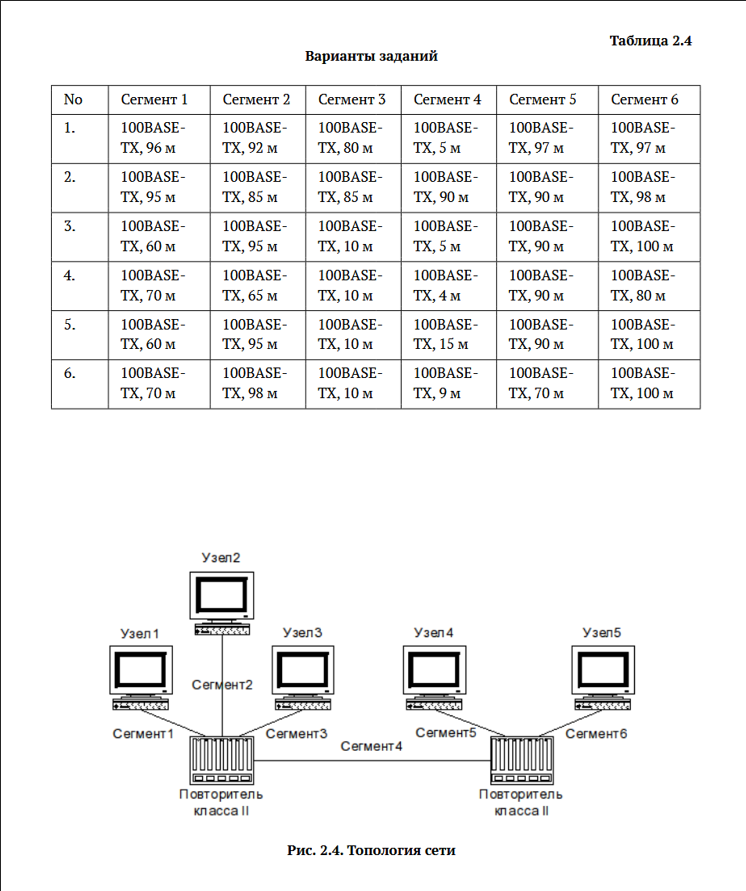 Таблица 2.4
Варианты заданий
No Сегмент 1 Сегмент 2 Сегмент 3 Сегмент 4 Сегмент 5 Сегмент 6
1. 100BASE- 100BASE- 100BASE- 100BASE- 100BASE- 100BASE-
TX, 96 м TX, 92 м TX, 80 м TX, 5 м TX, 97 м TX, 97 м
2. 100BASE- 100BASE- 100BASE- 100BASE- 100BASE- 100BASE-
TX, 95 м TX, 85 м TX, 85 м TX, 90 м TX, 90 м TX, 98 м
3. 100BASE- 100BASE- 100BASE- 100BASE- 100BASE- 100BASE-
TX, 60 м TX, 95 м TX, 10 м TX, 5 м TX, 90 м TX, 100 м
4. 100BASE- 100BASE- 100BASE- 100BASE- 100BASE- 100BASE-
TX, 70 м TX, 65 м TX, 10 м TX, 4 м TX, 90 м TX, 80 м
5. 100BASE- 100BASE- 100BASE- 100BASE- 100BASE- 100BASE-
TX, 60 м TX, 95 м TX, 10 м TX, 15 м TX, 90 м TX, 100 м
6. 100BASE- 100BASE- 100BASE- 100BASE- 100BASE- 100BASE-
TX, 70 м TX, 98 м TX, 10 м TX, 9 м TX, 70 м TX, 100 м
Узел2
Узел1 Узел3 Узел4 Узел5
Сегмент2
Сегмент1 Сегмент3 Сегмент5 Сегмент6
Сегмент4
Повторитель Повторитель
класса II класса II
Рис. 2.4. Топология сети